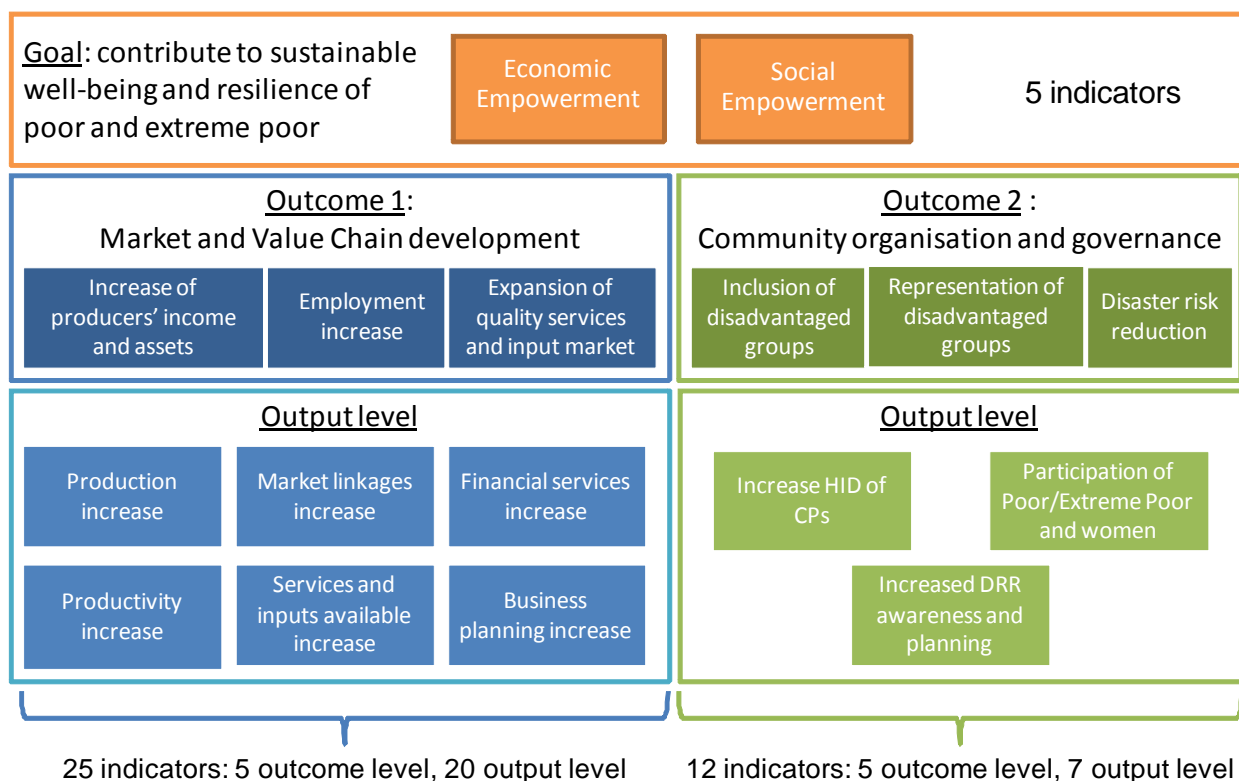 Goal: contribute to sustainable
well-being and resilience of
poor and extreme poor
Economic
Empowerment
Social
Empowerment
5 indicators
Outcome 1:
Market and Value Chain development
Increase of
producers' income
and assets
Employment
increase
Expansion of
quality services
and input market
Outcome 2 :
Community organisation and governance
Inclusion of
disadvantaged
groups
Representation of
disadvantaged
groups
Disaster risk
reduction
Output level
Production
increase
Market linkages
increase
Financial services
increase
Productivity
increase
Services and
inputs available
increase
Business
planning increase
Output level
Increase HID of
CPs
Participation of
Poor/Extreme Poor
and women
Increased DRR
awareness and
planning
25 indicators: 5 outcome level, 20 output level
12 indicators: 5 outcome level, 7 output level